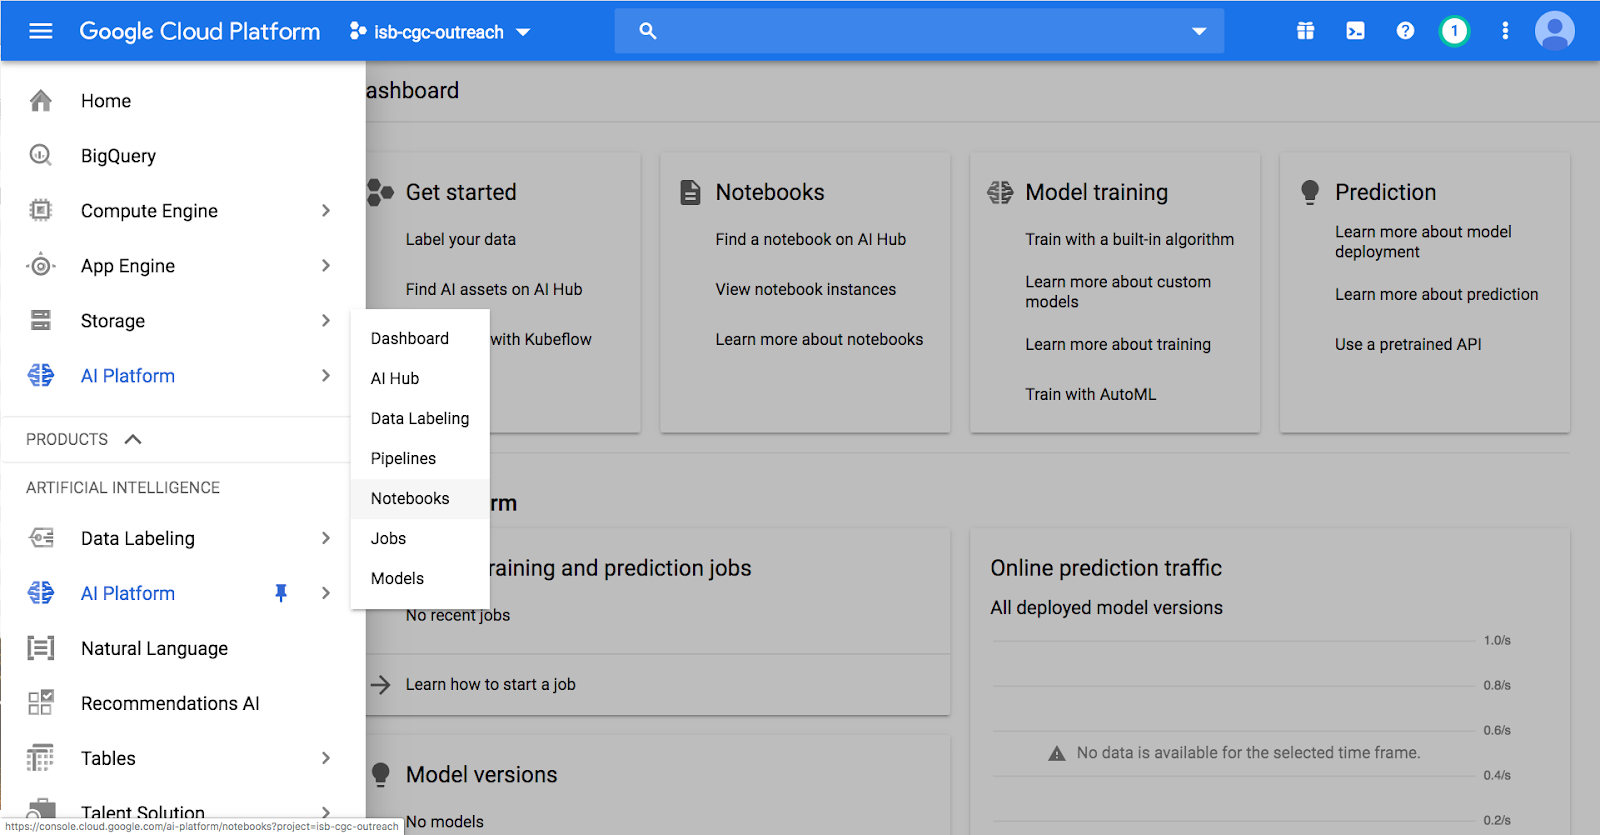 Google Cloud Platform
isb-cgc-outreach
1
Home
BigQuery
Compute Engine
App Engine
Storage
AI Platform
PRODUCTS
ARTIFICIAL INTELLIGENCE
Data Labeling
AI Platform
Natural Language
Recommendations AI
Tables
Talent Solution
https://console.cloud.google.com/ai-platform/notebooks?project=isb-cgc-outreach
Dashboard
AI Hub
Data Labeling
Pipelines
Notebooks
Jobs
Models
ashboard
Get started
Label your data
Find AI assets on AI Hub
with Kubeflow
Notebooks
Find a notebook on AI Hub
View notebook instances
Learn more about notebooks
Model training
Train with a built-in algorithm
Learn more about custom
models
Learn more about training
Train with AutoML
Prediction
Learn more about model
deployment
Learn more about prediction
Use a pretrained API
rm
raining and prediction jobs
No recent jobs
Learn how to start a job
Model versions
No models
Online prediction traffic
All deployed model versions
1.0/s
0.8/s
0.6/s
No data is available for the selected time frame.
0.4/s
0.2/s